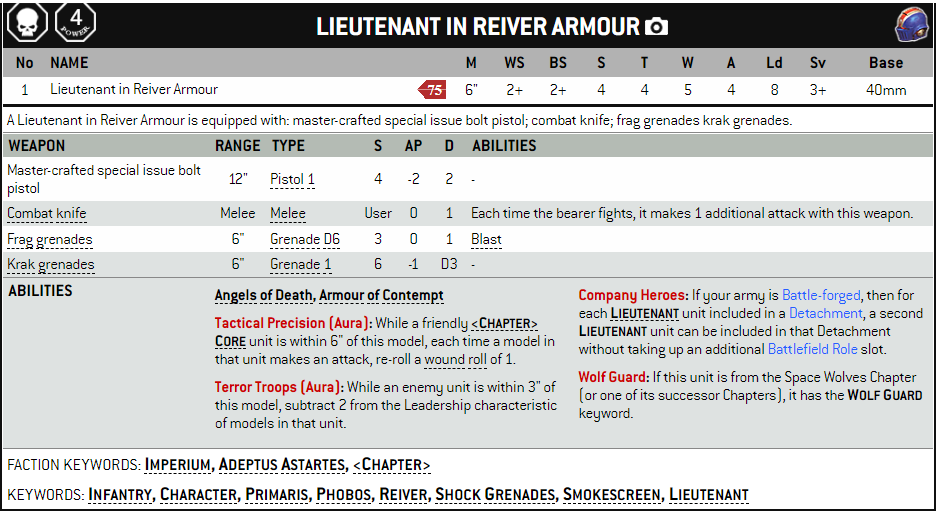 4
POWER
LIEUTENANT IN REIVER ARMOUR
No NAME M WS BS S T W A Ld Sv Base
1 Lieutenant in Reiver Armour 75 6" 2+ 2+ 4 4 5 4 8 3+ 40mm
A Lieutenant in Reiver Armour is equipped with: master-crafted special issue bolt pistol; combat knife; frag grenades krak grenades.
WEAPON RANGE TYPE S AP D ABILITIES
Master-crafted special issue bolt
pistol 12" Pistol 1 4 -2 2 -
Combat knife Melee Melee User 0 1 Each time the bearer fights, it makes 1 additional attack with this weapon.
Frag grenades 6" Grenade D6 3 0 1 Blast
Krak grenades 6" Grenade 1 6 -1 D3 -
ABILITIES
Angels of Death, Armour of Contempt
Tactical Precision (Aura): While a friendly <CHAPTER>
CORE unit is within 6" of this model, each time a model in
that unit makes an attack, re-roll a wound roll of 1.
Terror Troops (Aura): While an enemy unit is within 3" of
this model, subtract 2 from the Leadership characteristic
of models in that unit.
Company Heroes: If your army is Battle-forged, then for
each LIEUTENANT unit included in a Detachment, a second
LIEUTENANT unit can be included in that Detachment
without taking up an additional Battlefield Role slot.
Wolf Guard: If this unit is from the Space Wolves Chapter
(or one of its successor Chapters), it has the WOLF GUARD
keyword.
FACTION KEYWORDS: IMPERIUM, ADEPTUS ASTARTES, <CHAPTER>
KEYWORDS: INFANTRY, CHARACTER, PRIMARIS, PHOBOS, REIVER, SHOCK GRENADES, SMOKESCREEN, LIEUTENANT